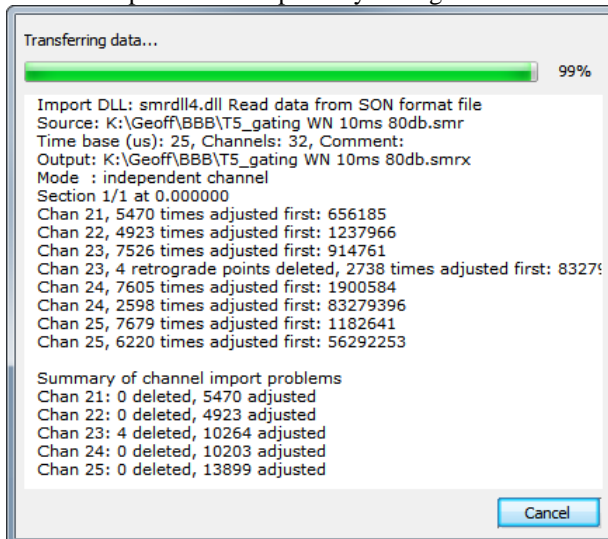 Transferring data...
99%
Import DLL: smrdll4.dll Read data from SON format file
Source: K:\Geoff\BBB\T5_gating WN 10ms 80db.smr
Time base (us): 25, Channels: 32, Comment:
Output: K:\Geoff\BBB\T5_gating WN 10ms 80db.smrx
Mode : independent channel
Section 1/1 at 0.000000
Chan 21, 5470 times adjusted first: 656185
Chan 22, 4923 times adjusted first: 1237966
Chan 23, 7526 times adjusted first: 914761
Chan 23, 4 retrograde points deleted, 2738 times adjusted first: 8327
Chan 24, 7605 times adjusted first: 1900584
Chan 24, 2598 times adjusted first: 83279396
Chan 25, 7679 times adjusted first: 1182641
Chan 25, 6220 times adjusted first: 56292253
Summary of channel import problems
Chan 21: 0 deleted, 5470 adjusted
Chan 22: 0 deleted, 4923 adjusted
Chan 23: 4 deleted, 10264 adjusted
Chan 24: 0 deleted, 10203 adjusted
Chan 25: 0 deleted, 13899 adjusted
Cancel